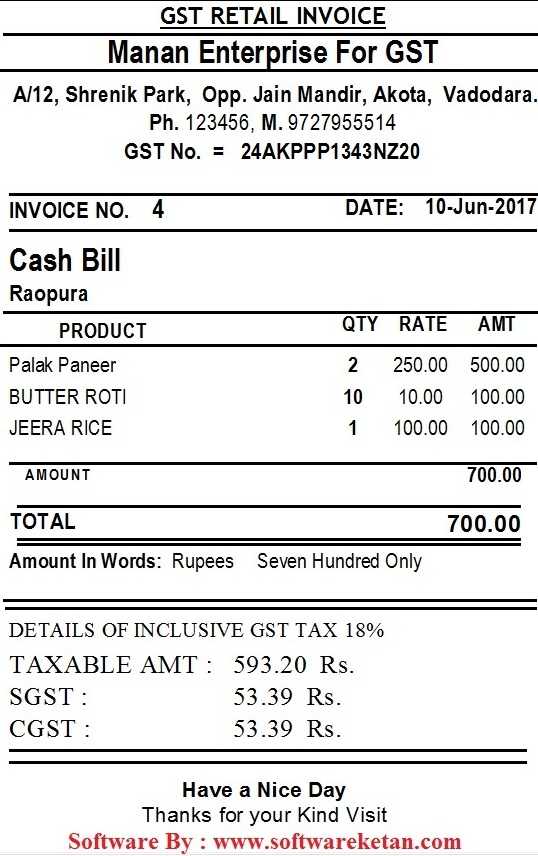 GST RETAIL INVOICE
Manan Enterprise For GST
A/12, Shrenik Park, Opp. Jain Mandir, Akota, Vadodara.
Ph. 123456, M. 9727955514
GST No. = 24AKPPP1343NZ20
INVOICE NO. 4 DATE: 10-Jun-2017
Cash Bill
Raopura
PRODUCT QTY RATE AMT
Palak Paneer 2 250.00 500.00
BUTTER ROTI 10 10.00 100.00
JEERA RICE 1 100.00 100.00
AMOUNT 700.00
TOTAL 700.00
Amount In Words: Rupees Seven Hundred Only
DETAILS OF INCLUSIVE GST TAX 18%
TAXABLE AMT : 593.20 Rs.
SGST : 53.39 Rs.
CGST : 53.39 Rs.
Have a Nice Day
Thanks for your Kind Visit
Software By : www.softwareketan.com